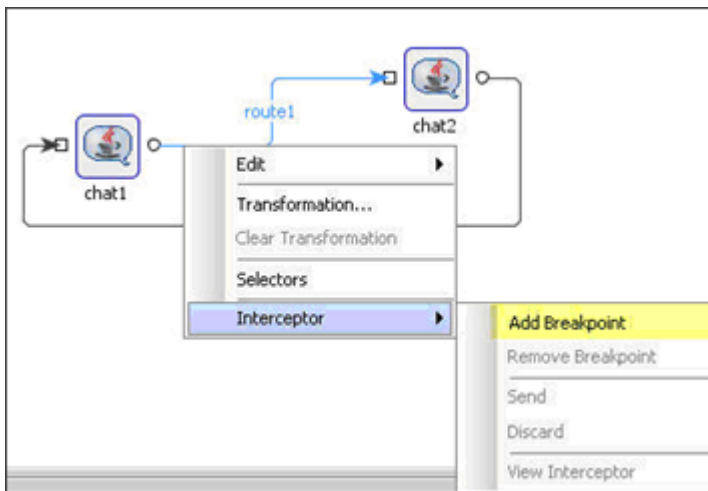 route1
chat2
chat1
Edit
Transformation...
Clear Transformation
Selectors
Interceptor
Add Breakpoint
Remove Breakpoint
Send
Discard
View Interceptor